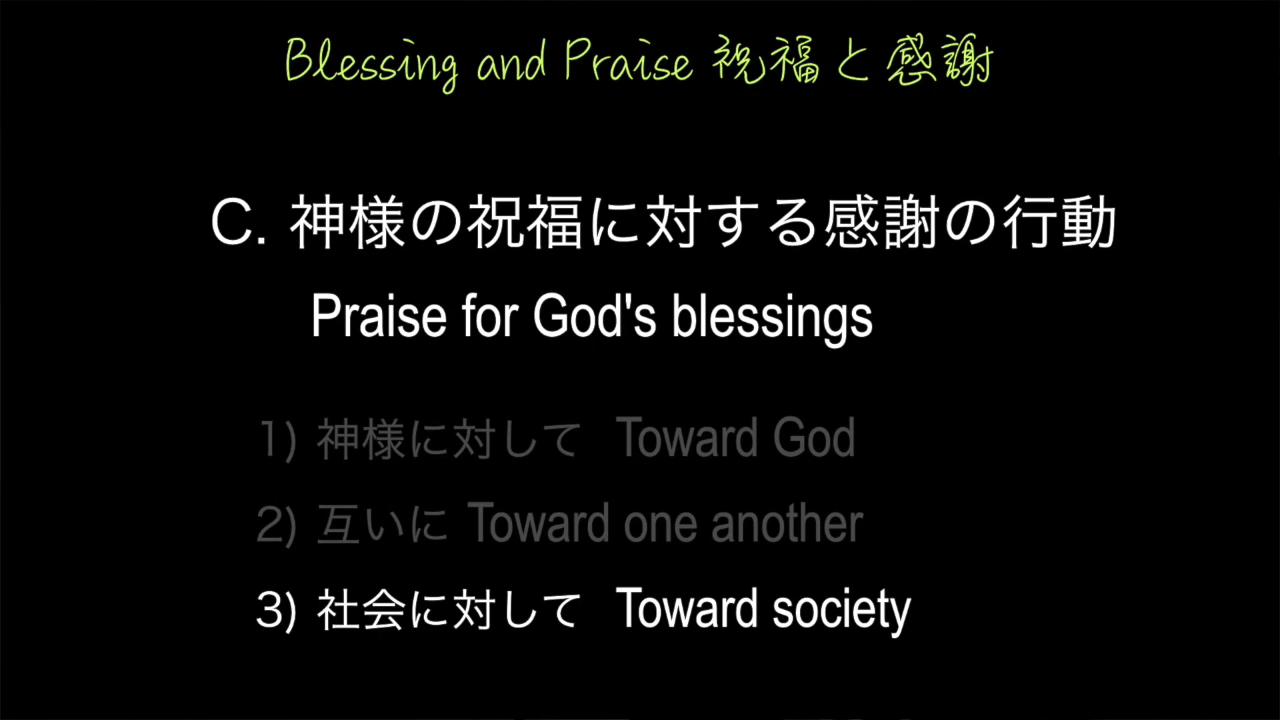 Blessing and Praise 祝福と感謝
C. 神様の祝福に対する感謝の行動
Praise for God's blessings
1) 神様に対して Toward God
2) 互いに Toward one another
3) 社会に対して Toward society